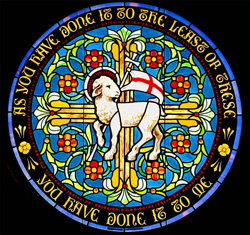 AS YOU HAVE DONE IT TO THE LEAST OF THESE
YOU HAVE DONE IT TO ME